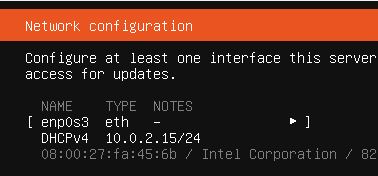 Network configuration
Configure at least one interface this server
access for updates.
NAME TYPE NOTES
[ enp0s3 eth - ▸ ]
DHCPv4 10.0.2.15/24
08:00:27:fa:45:6b / Intel Corporation / 82